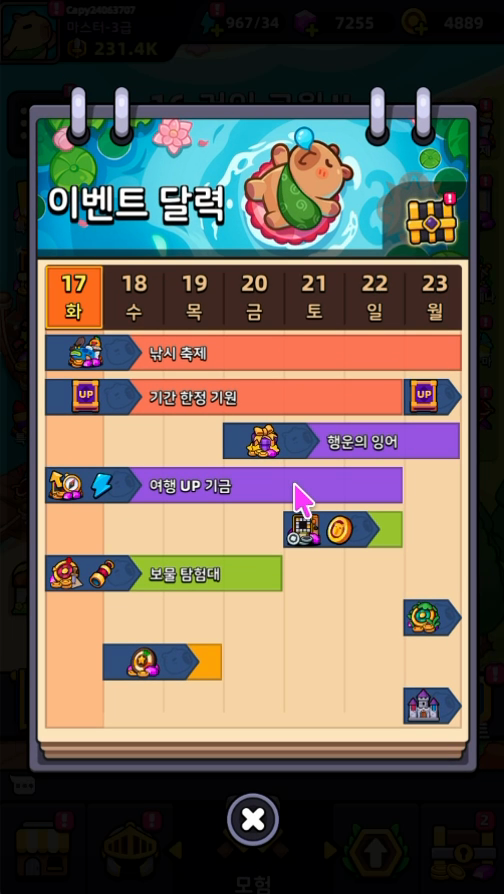 Capy24063707
미스터-3급
231.4K
967/34
7255
4889
이벤트 달력
17
18
19
20
21
22
23
화
수
목
금
토
일
월
낚시 축제
UP
기간 한정 기원
UP
행운의 잉어
여행 UP 기금
보물 탐험대
2
모험